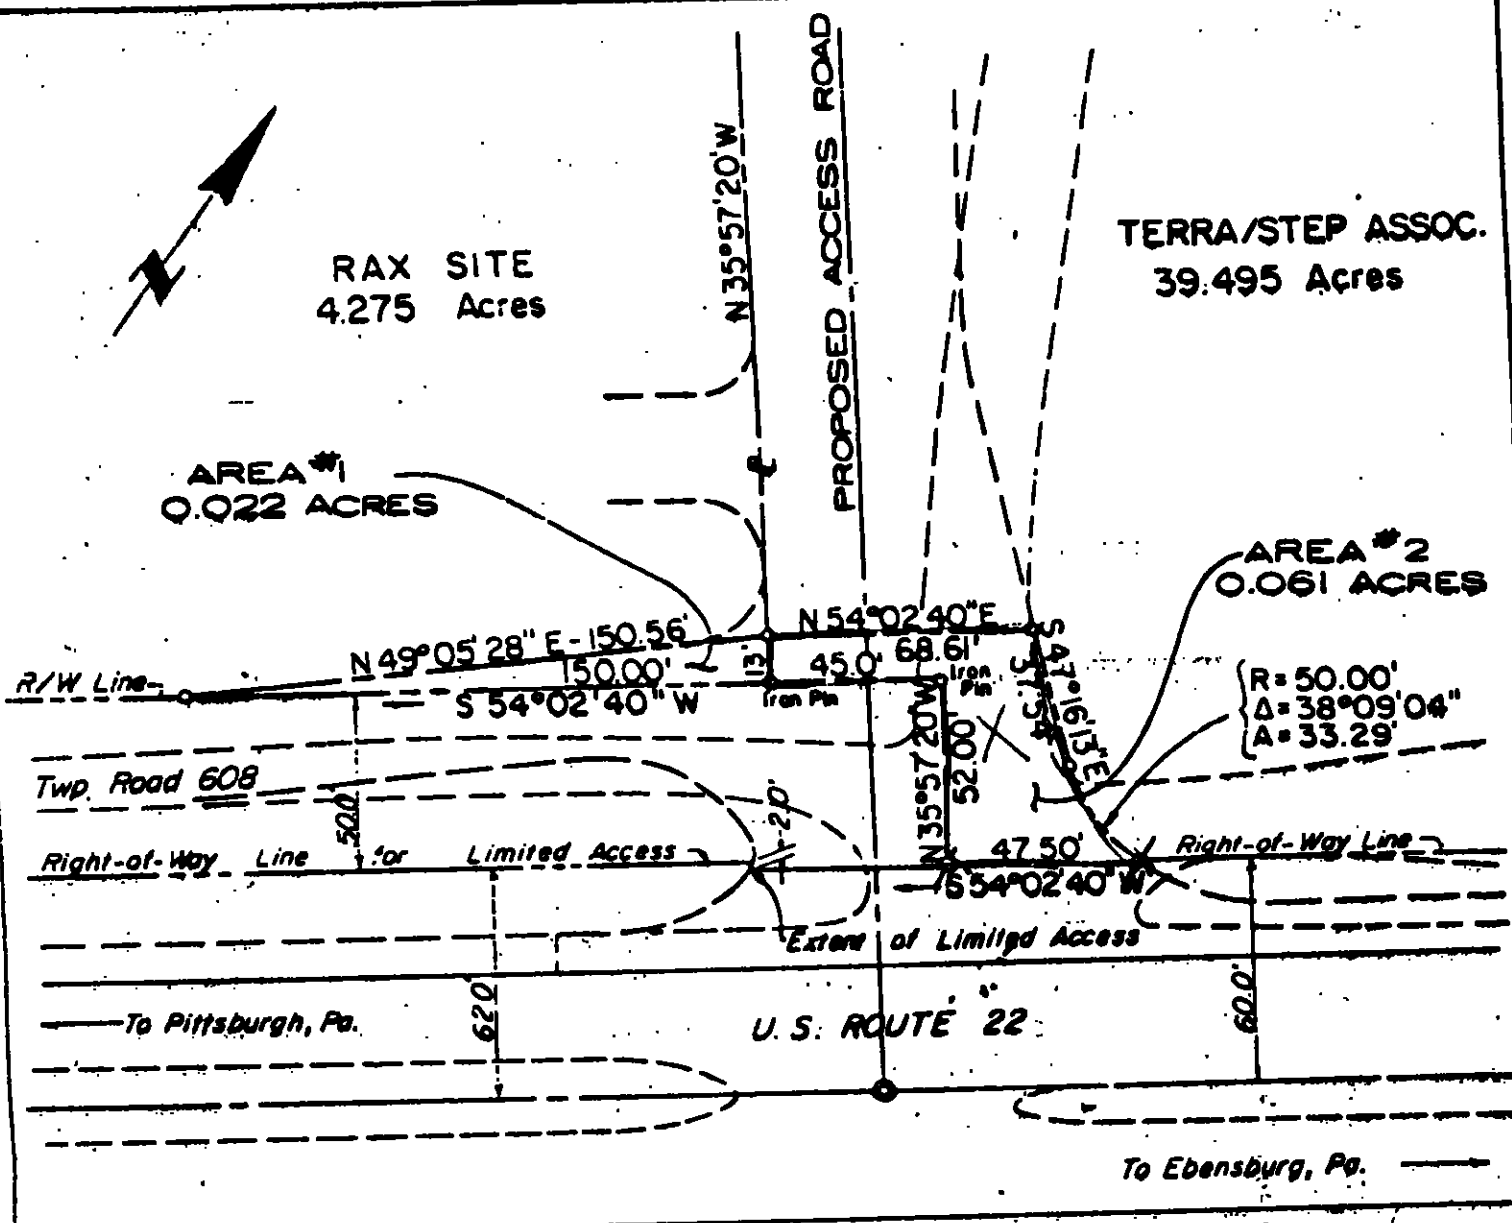 N
RAX SITE
4.275 Acres
N 35°57'20"W
PROPOSED ACCESS ROAD
TERRA/STEP ASSOC.
39.495 Acres
AREA #1
0.022 ACRES
AREA #2
0.061 ACRES
N 54°02'40"E
68.61'
N 49°05'28" E - 150.56'
150.00'
S 54°02'40" W
13'
45.0'
Iron Pin
Iron
Pin
R/W Line
S 47°16'13"E
37.54'
R = 50.00'
Δ = 38°09'04"
A = 33.29'
Twp. Road 608
50.0'
N 35°57'20"W
52.00'
2.0'
Right-of-Way Line for Limited Access
47.50'
S 54°02'40" W
Right-of-Way Line
Extent of Limited Access
62.0'
60.0'
To Pittsburgh, Pa.
U.S. ROUTE 22
To Ebensburg, Pa.